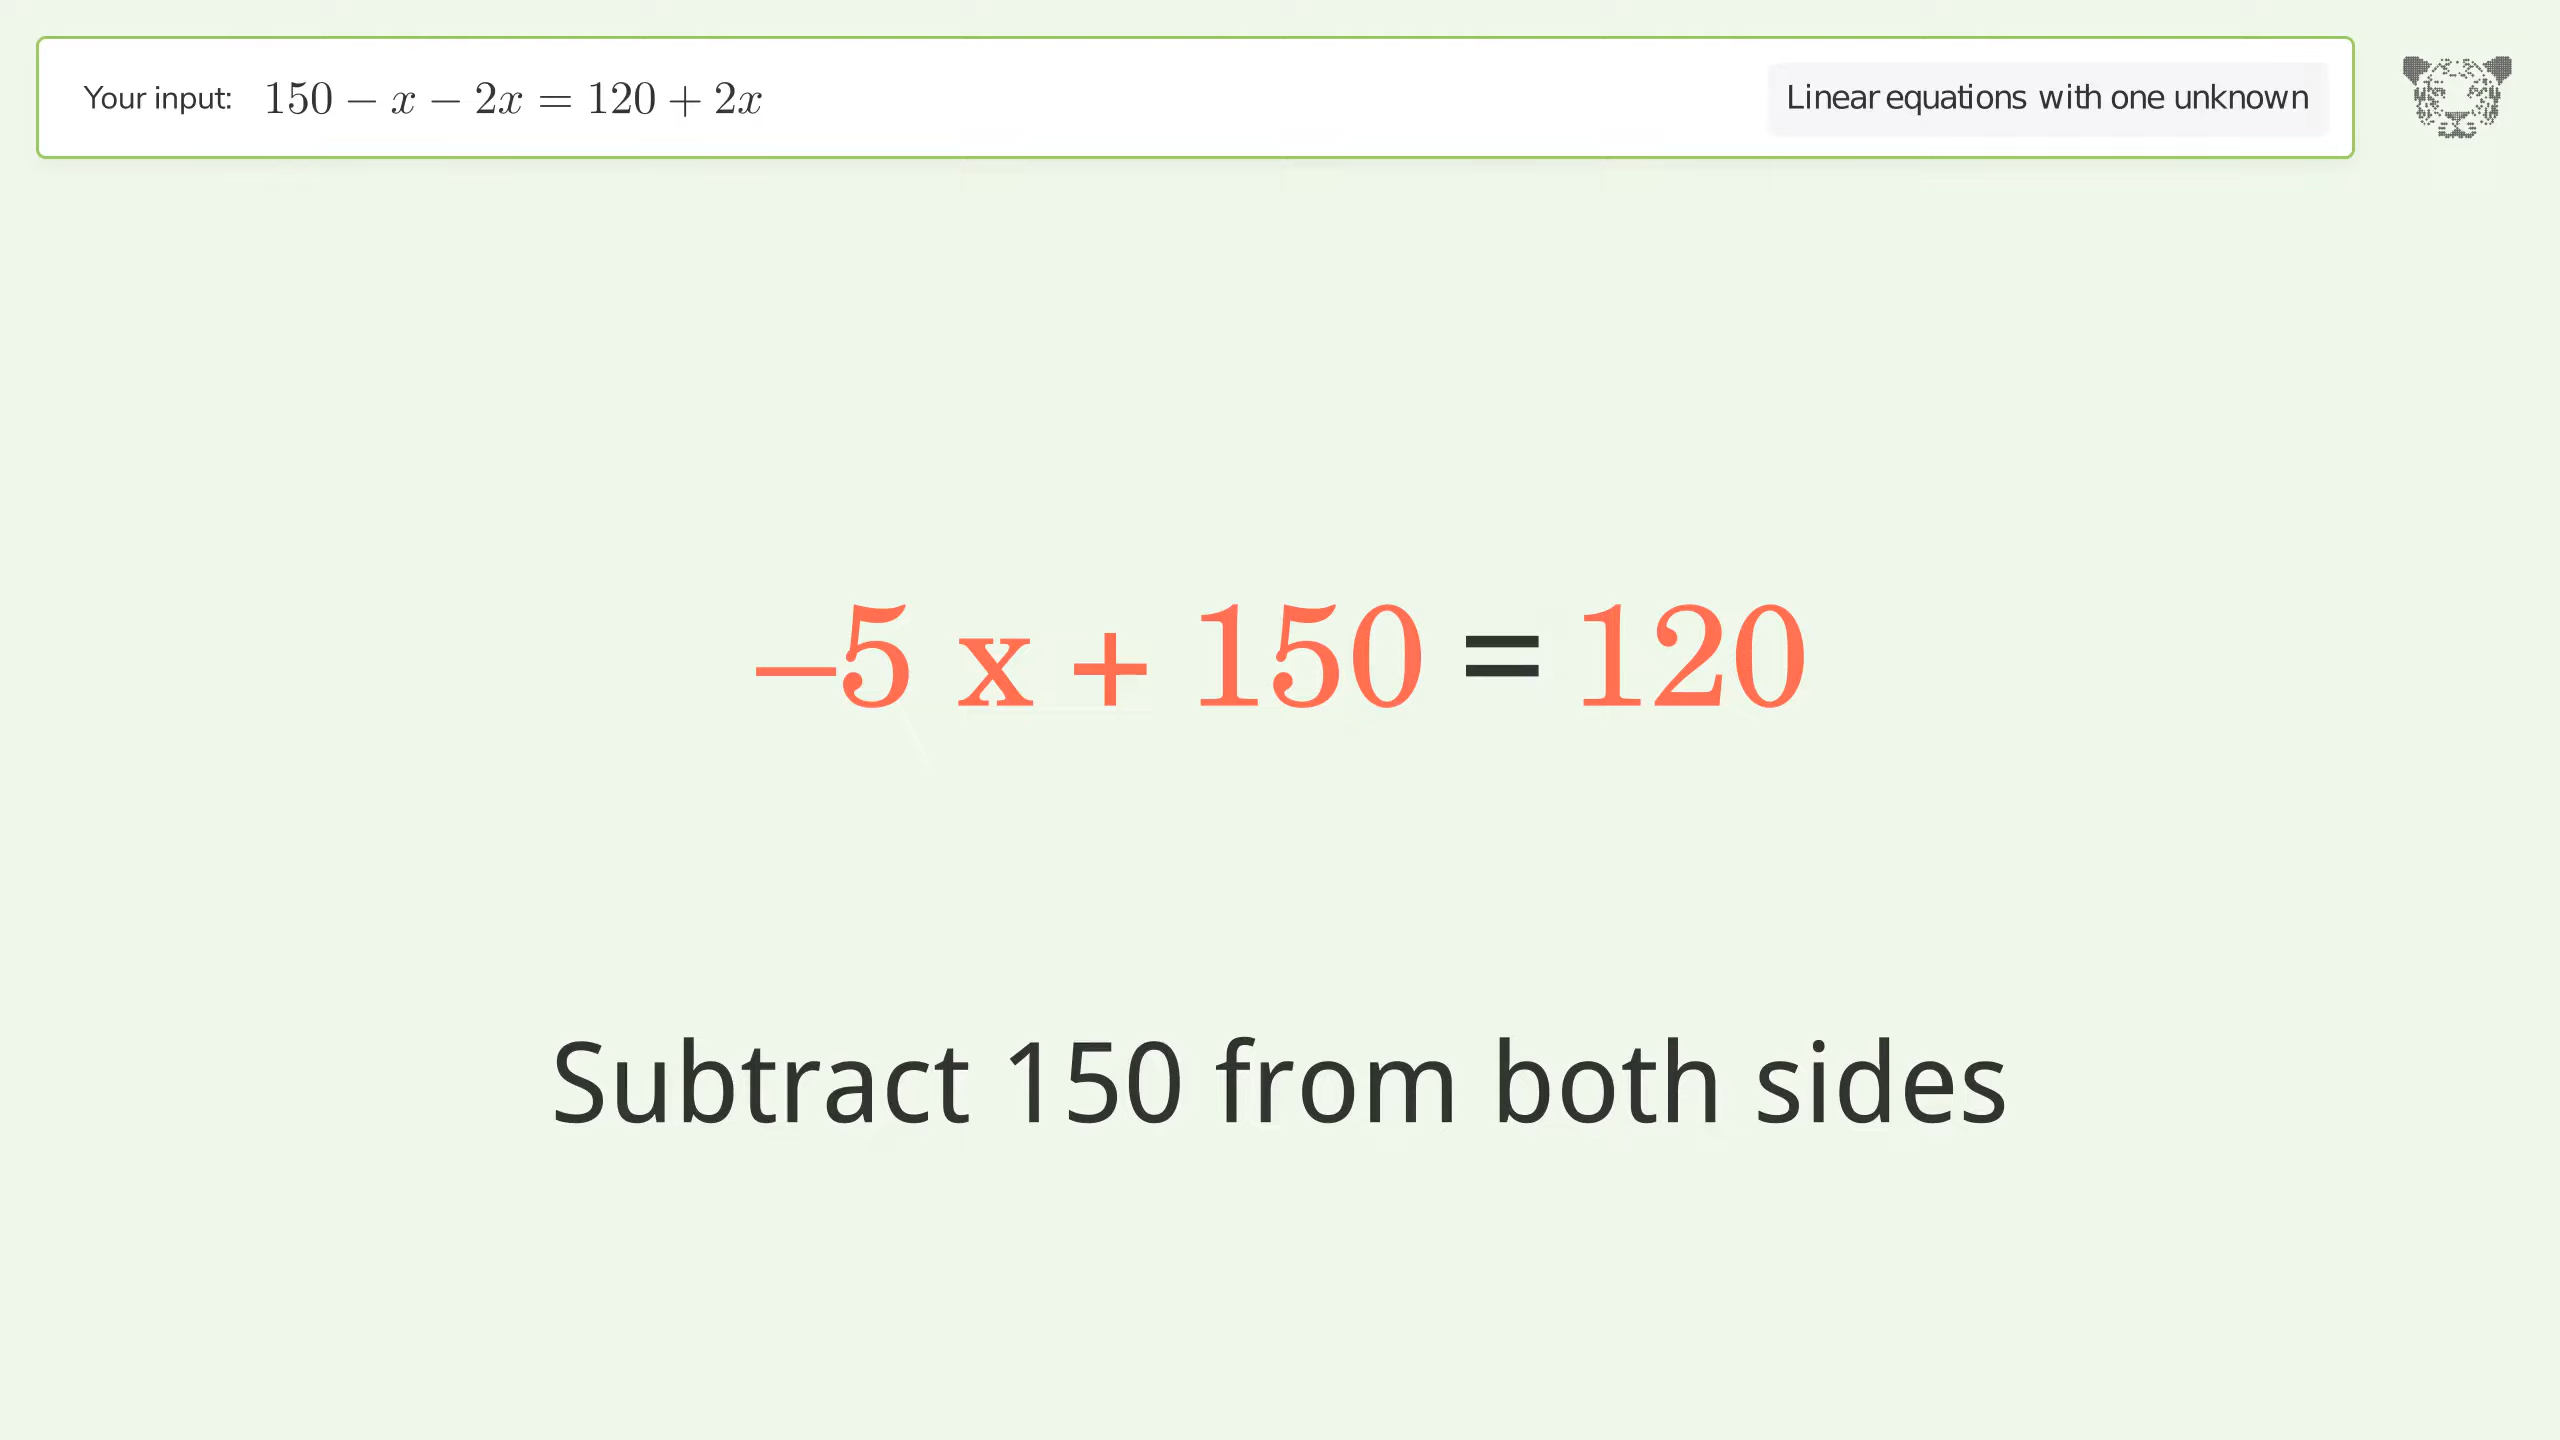 Your input: 150 − x − 2x = 120 + 2x
Linear equations with one unknown
−5 x + 150 = 120
Subtract 150 from both sides